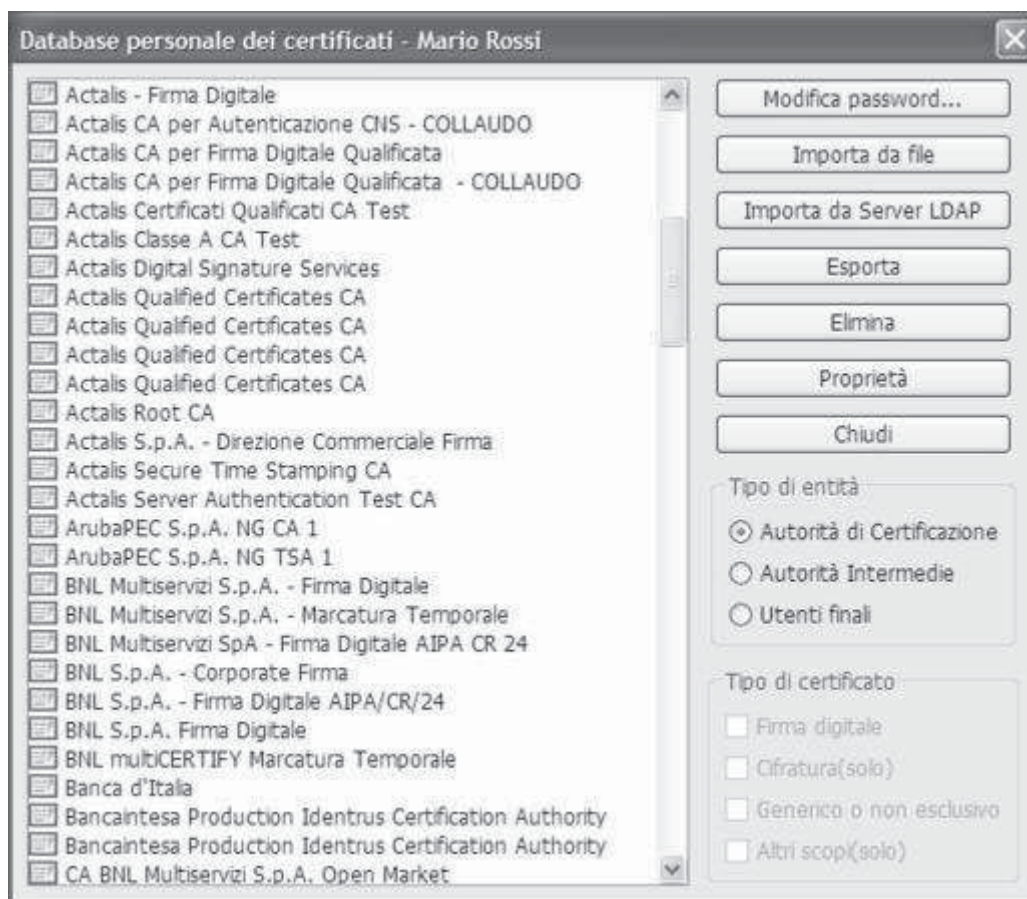 Database personale dei certificati - Mario Rossi
Actalis - Firma Digitale
Actalis CA per Autenticazione CNS - COLLAUDO
Actalis CA per Firma Digitale Qualificata
Actalis CA per Firma Digitale Qualificata - COLLAUDO
Actalis Certificati Qualificati CA Test
Actalis Classe A CA Test
Actalis Digital Signature Services
Actalis Qualified Certificates CA
Actalis Qualified Certificates CA
Actalis Qualified Certificates CA
Actalis Qualified Certificates CA
Actalis Root CA
Actalis S.p.A. - Direzione Commerciale Firma
Actalis Secure Time Stamping CA
Actalis Server Authentication Test CA
ArubaPEC S.p.A. NG CA 1
ArubaPEC S.p.A. NG TSA 1
BNL Multiservizi S.p.A. - Firma Digitale
BNL Multiservizi S.p.A. - Marcatura Temporale
BNL Multiservizi SpA - Firma Digitale AIPA CR 24
BNL S.p.A. - Corporate Firma
BNL S.p.A. - Firma Digitale AIPA/CR/24
BNL S.p.A. Firma Digitale
BNL multiCERTIFY Marcatura Temporale
Banca d'Italia
Bancaintesa Production Identrus Certification Authority
Bancaintesa Production Identrus Certification Authority
CA BNL Multiservizi S.p.A. Open Market
Modifica password...
Importa da file
Importa da Server LDAP
Esporta
Elimina
Proprietà
Chiudi
Tipo di entità
Autorità di Certificazione
Autorità Intermedie
Utenti finali
Tipo di certificato
Firma digitale
Cifratura(solo)
Generico o non esclusivo
Altri scopi(solo)